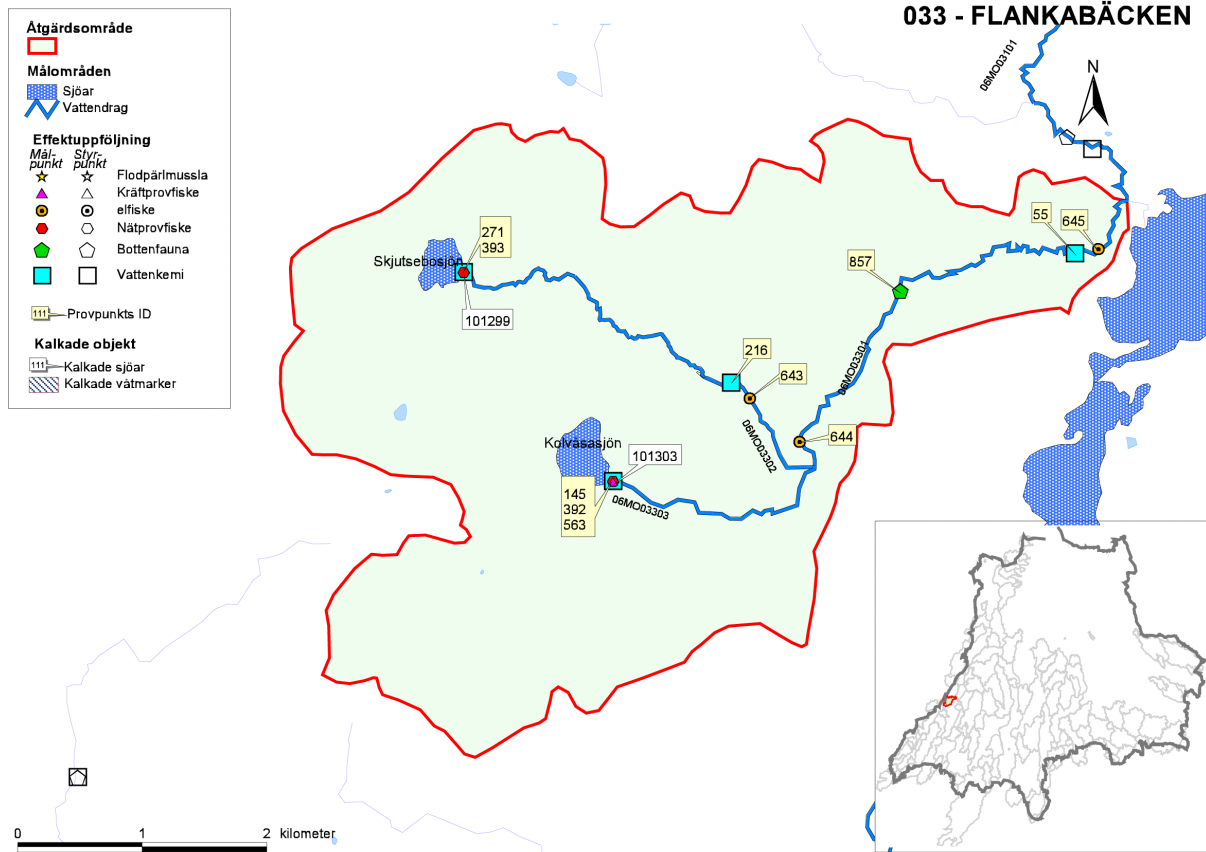 033 - FLANKABÄCKEN
Åtgärdsområde
Målområden
Sjöar
Vattendrag
Effektuppföljning
Mål-
punkt
Styr-
punkt
Flodpärlmussla
Kräftprovfiske
elfiske
Nätprovfiske
Bottenfauna
Vattenkemi
111
Provpunkts ID
Kalkade objekt
111
Kalkade sjöar
Kalkade våtmarker
06MO03101
N
271
393
Skjutsebosjön
101299
55
645
857
216
643
06MO03301
06MO03302
644
Kolvåsasjön
101303
145
392
563
06MO03303
0 1 2 kilometer